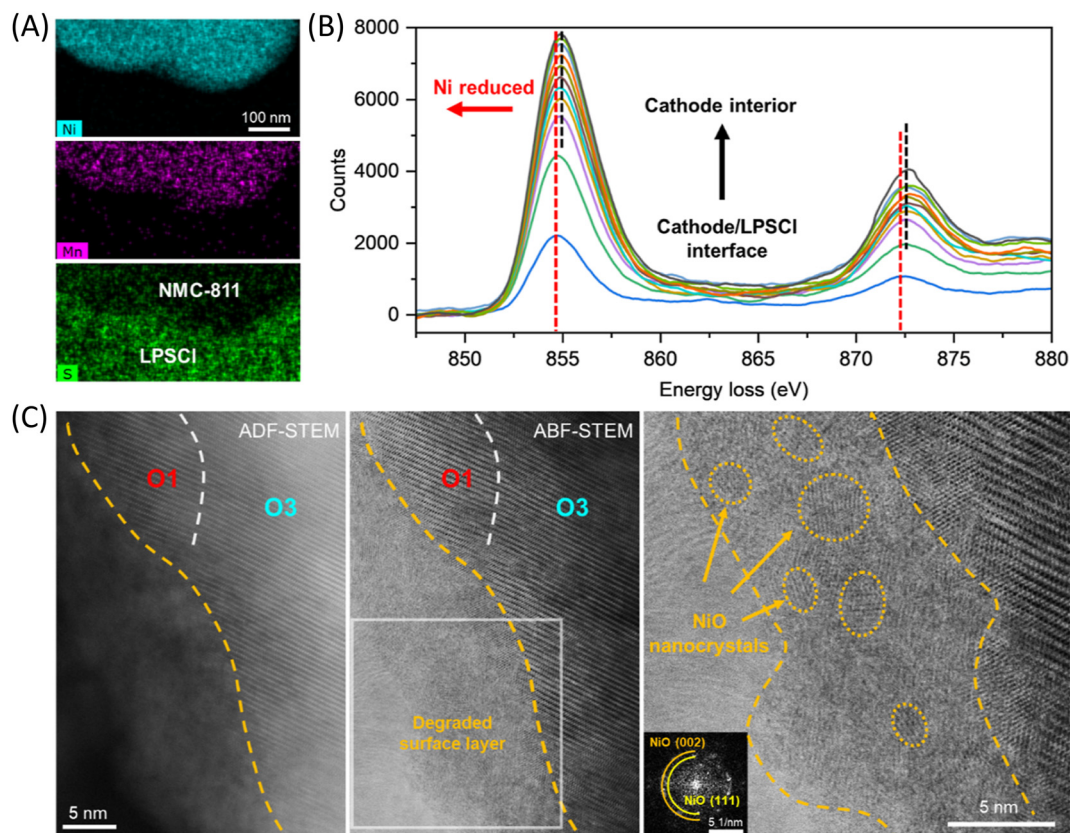 (A)
Ni
100 nm
Mn
NMC-811
LPSCl
S
(B)
8000
6000
4000
2000
0
Counts
Ni reduced
Cathode interior
Cathode/LPSCl
interface
850
855
860
865
870
875
880
Energy loss (eV)
(C)
ADF-STEM
O1
O3
5 nm
ABF-STEM
O1
O3
Degraded
surface layer
NiO
nanocrystals
NiO {002}
NiO {111}
5 1/nm
5 nm